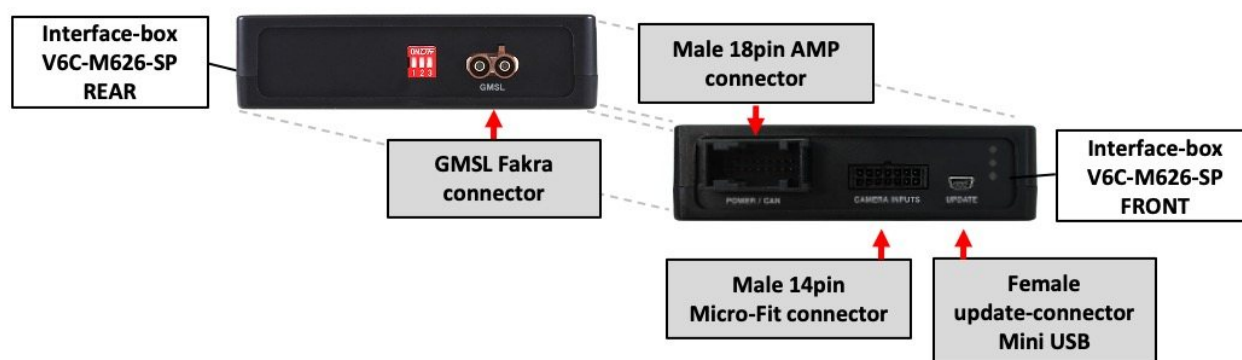 Interface-box
V6C-M626-SP
REAR
1 2 3
GMSL
GMSL Fakra
connector
Male 18pin AMP
connector
POWER / CAN
CAMERA INPUTS
UPDATE
Interface-box
V6C-M626-SP
FRONT
Male 14pin
Micro-Fit connector
Female
update-connector
Mini USB